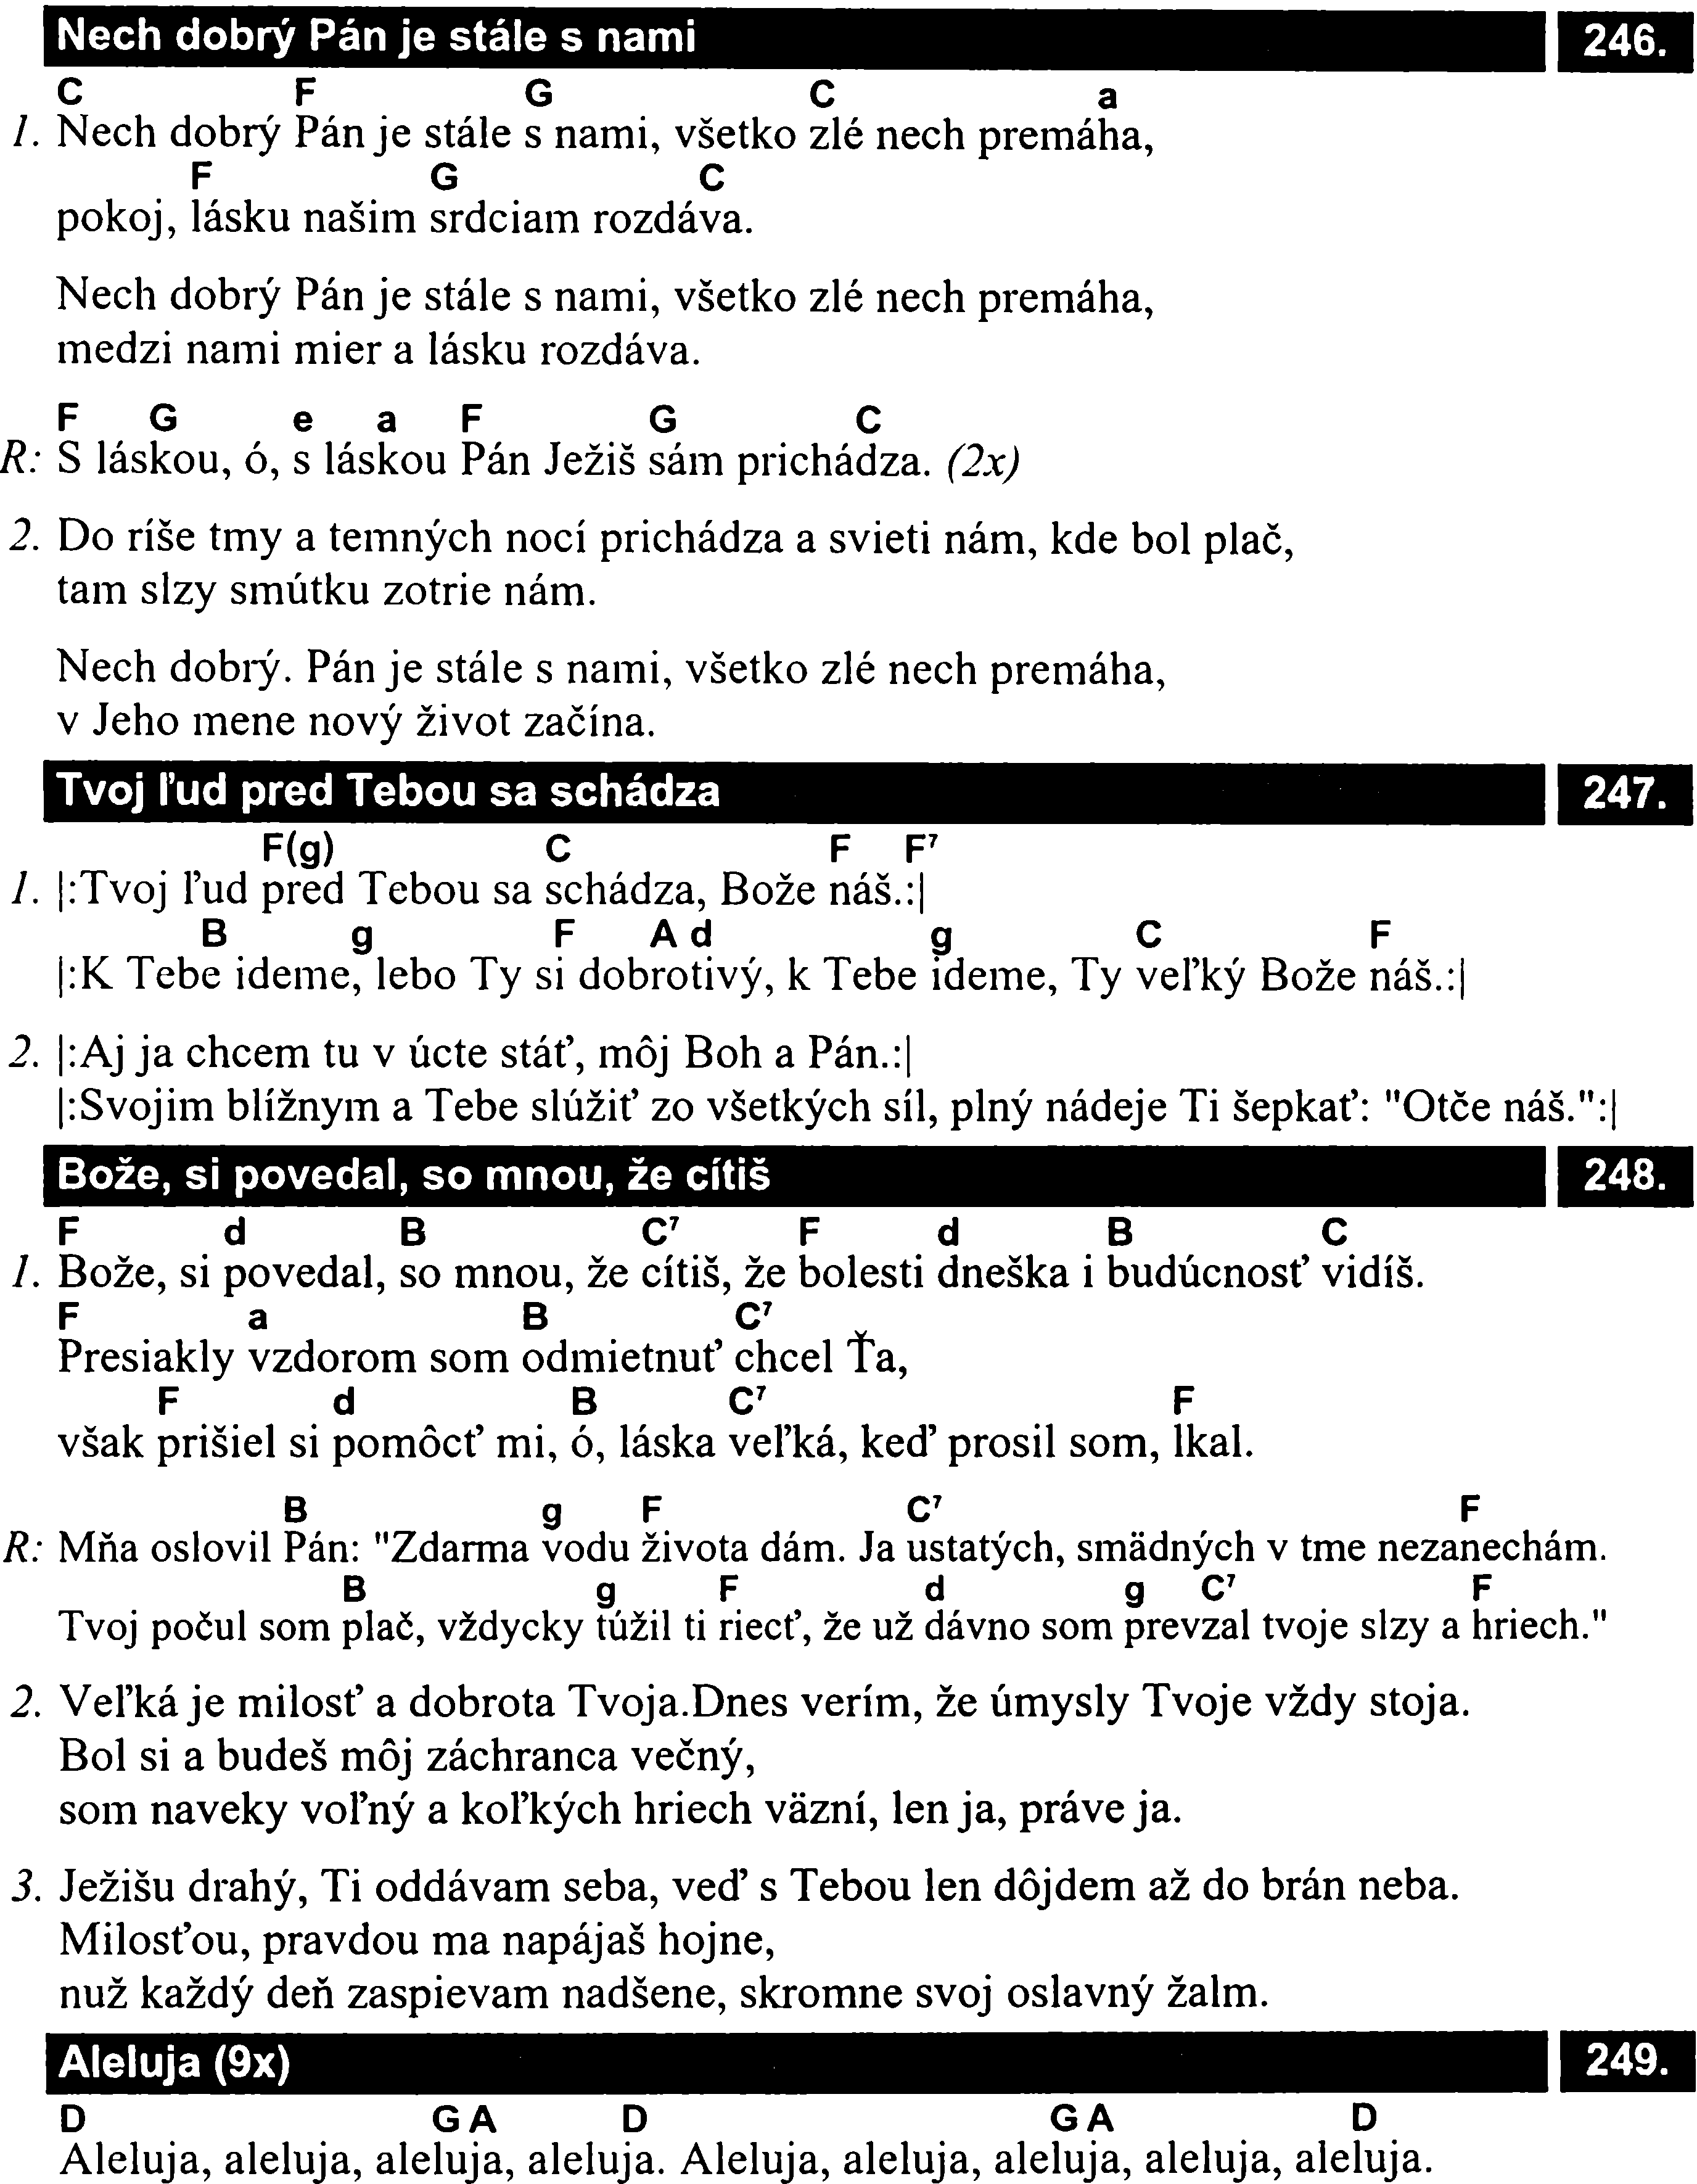 Nech dobrý Pán je stále s nami 246.
C F G C a
1. Nech dobrý Pán je stále s nami, všetko zlé nech premáha,
F G C
pokoj, lásku našim srdciam rozdáva.
Nech dobrý Pán je stále s nami, všetko zlé nech premáha,
medzi nami mier a lásku rozdáva.
F G e a F G C
R: S láskou, ó, s láskou Pán Ježiš sám prichádza. (2x)
2. Do ríše tmy a temných nocí prichádza a svieti nám, kde bol plač,
tam slzy smútku zotrie nám.
Nech dobrý. Pán je stále s nami, všetko zlé nech premáha,
v Jeho mene nový život začína.
Tvoj ľud pred Tebou sa schádza 247.
F(g) C F F⁷
1. |:Tvoj ľud pred Tebou sa schádza, Bože náš.:|
B g F A d g C F
|:K Tebe ideme, lebo Ty si dobrotivý, k Tebe ideme, Ty veľký Bože náš.:|
2. |:Aj ja chcem tu v úcte stáť, môj Boh a Pán.:|
|:Svojim blížnym a Tebe slúžiť zo všetkých síl, plný nádeje Ti šepkať: "Otče náš.":|
Bože, si povedal, so mnou, že cítiš 248.
F d B C⁷ F d B C
1. Bože, si povedal, so mnou, že cítiš, že bolesti dneška i budúcnosť vidíš.
F a B C⁷
Presiakly vzdorom som odmietnuť chcel Ťa,
F d B C⁷ F
však prišiel si pomôcť mi, ó, láska veľká, keď prosil som, lkal.
B g F C⁷ F
R: Mňa oslovil Pán: "Zdarma vodu života dám. Ja ustatých, smädných v tme nezanechám.
B g F d g C⁷ F
Tvoj počul som plač, vždycky túžil ti riecť, že už dávno som prevzal tvoje slzy a hriech."
2. Veľká je milosť a dobrota Tvoja.Dnes verím, že úmysly Tvoje vždy stoja.
Bol si a budeš môj záchranca večný,
som naveky voľný a koľkých hriech väzní, len ja, práve ja.
3. Ježišu drahý, Ti oddávam seba, veď s Tebou len dôjdem až do brán neba.
Milosťou, pravdou ma napájaš hojne,
nuž každý deň zaspievam nadšene, skromne svoj oslavný žalm.
Aleluja (9x) 249.
D G A D G A D
Aleluja, aleluja, aleluja, aleluja. Aleluja, aleluja, aleluja, aleluja, aleluja.